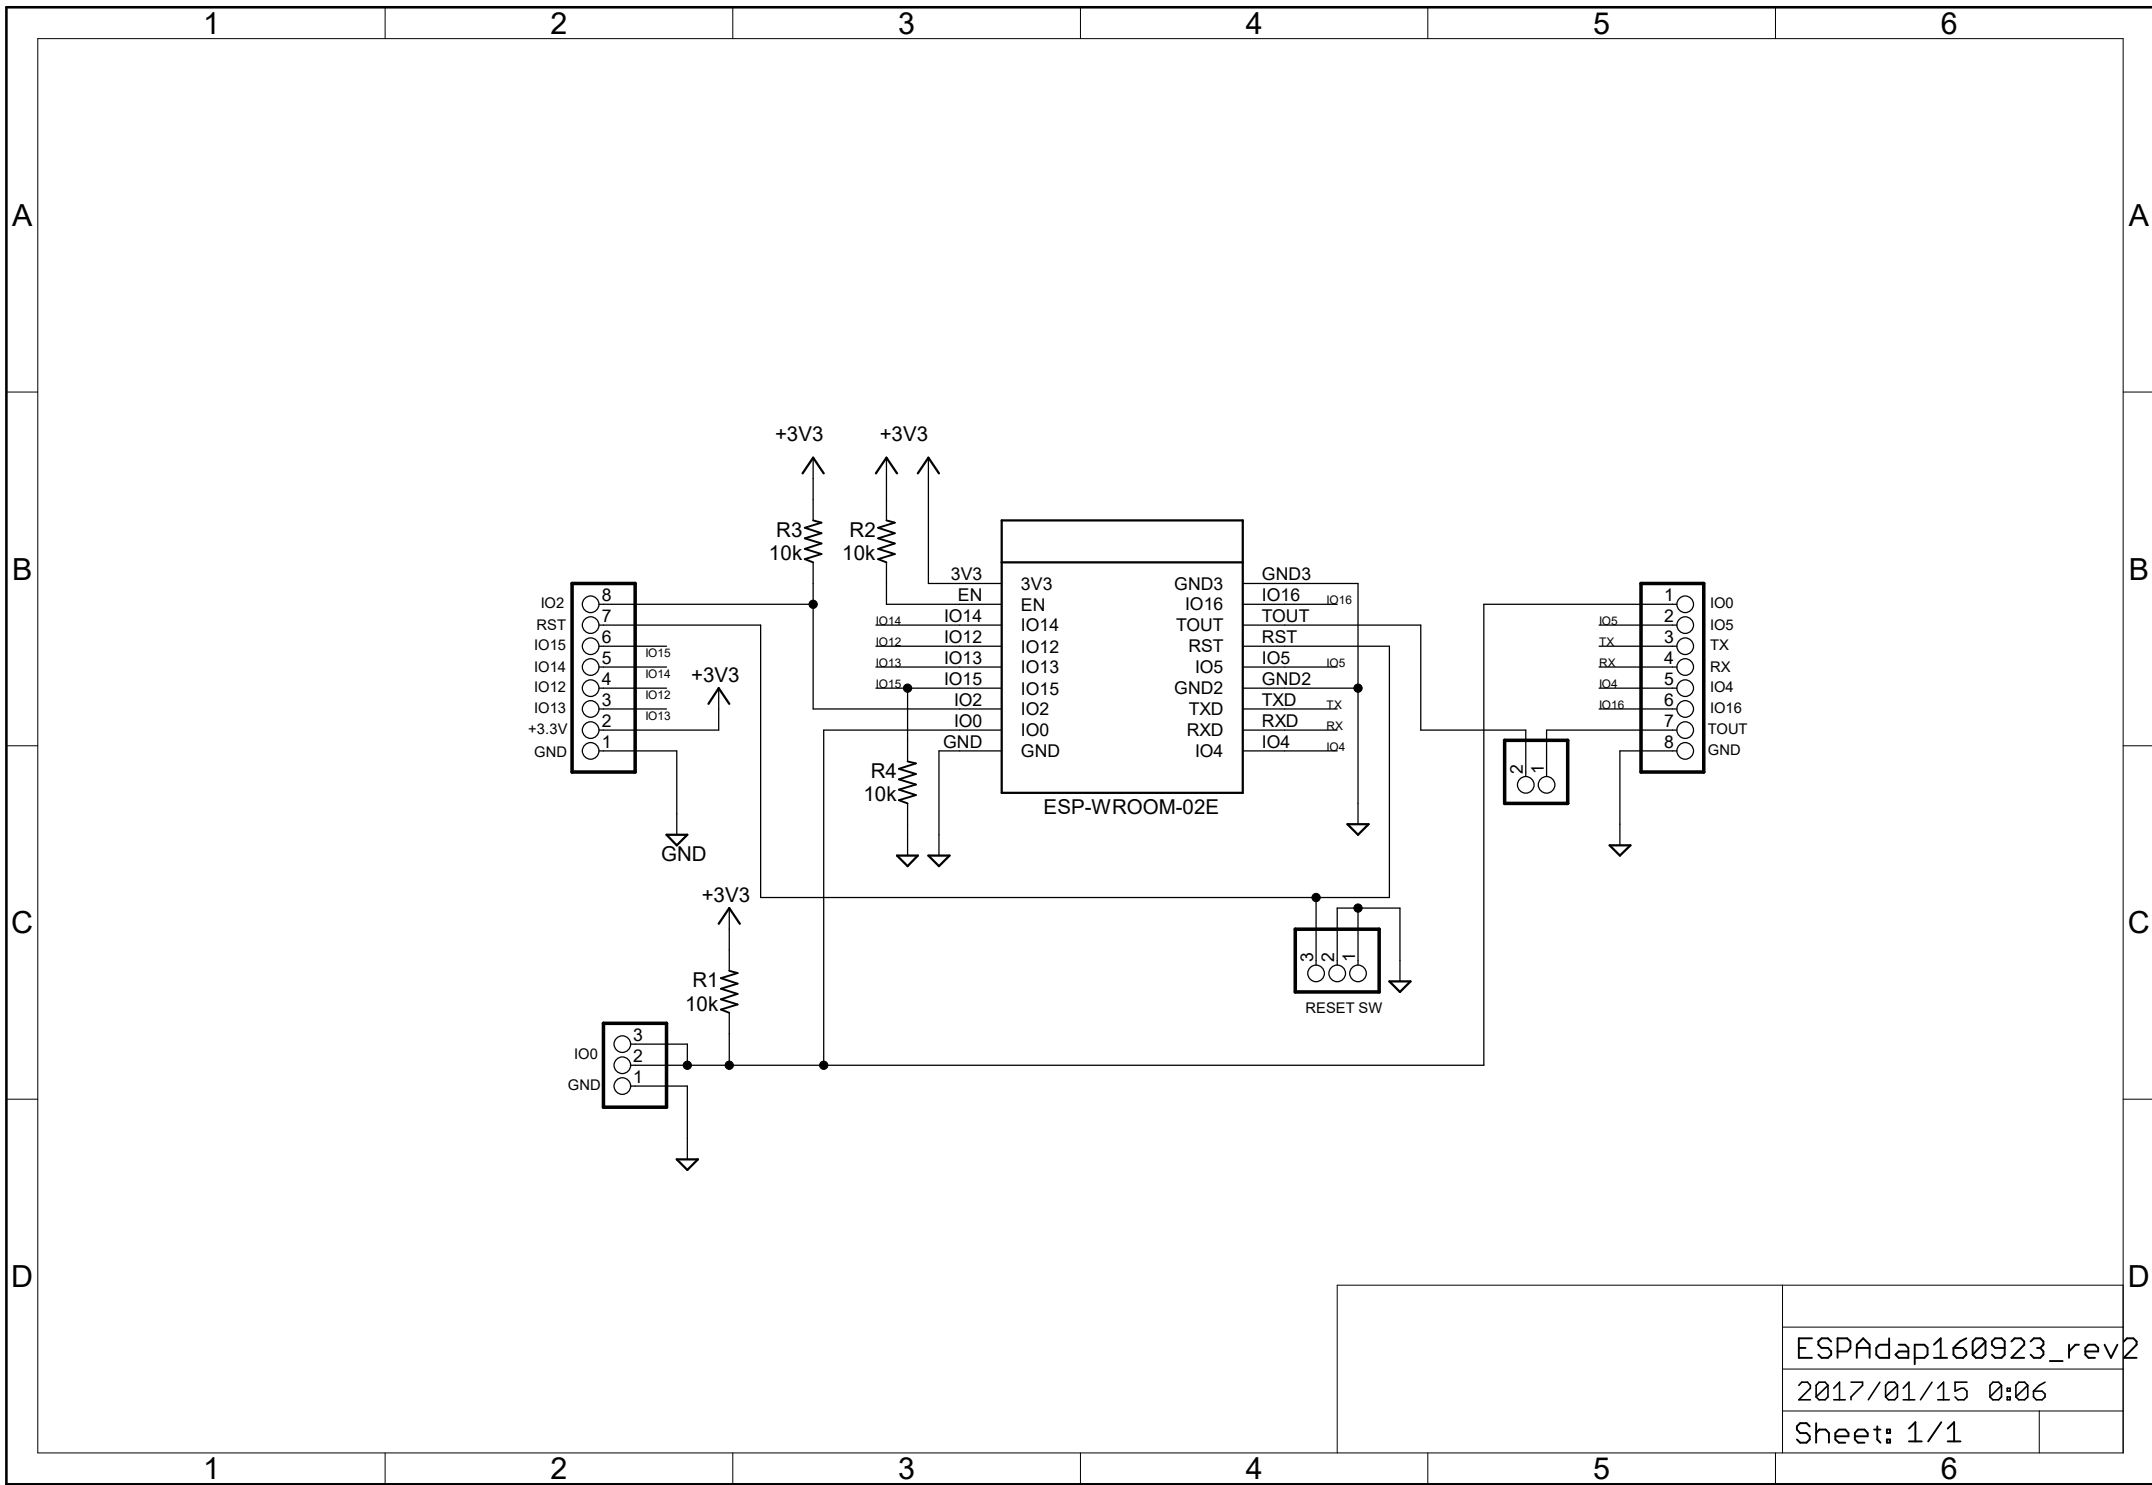 1 2 3 4 5 6
A A
+3V3 +3V3
R3 R2
10k 10k
B B
3V3 3V3 GND3 GND3
EN EN IO16 IO16 IO16
IO14 IO14 IO14 TOUT TOUT
IO12 IO12 IO12 RST RST
IO13 IO13 IO13 IO5 IO5 IO5
IO15 IO15 IO15 GND2 GND2
IO2 IO2 TXD TXD TX
IO0 IO0 RXD RXD RX
GND GND IO4 IO4 IO4
ESP-WROOM-02E
IO2 8
RST 7
IO15 6 IO15
IO14 5 IO14
IO12 4 IO12
IO13 3 IO13
+3.3V 2
GND 1
+3V3
GND
R4
10k
1 IO0
IO5 2 IO5
TX 3 TX
RX 4 RX
IO4 5 IO4
IO16 6 IO16
7 TOUT
8 GND
2 1
C C
+3V3
R1
10k
3 2 1
RESET SW
3
IO0 2
GND 1
D D
ESPAdap160923_rev2
2017/01/15 0:06
Sheet: 1/1
1 2 3 4 5 6